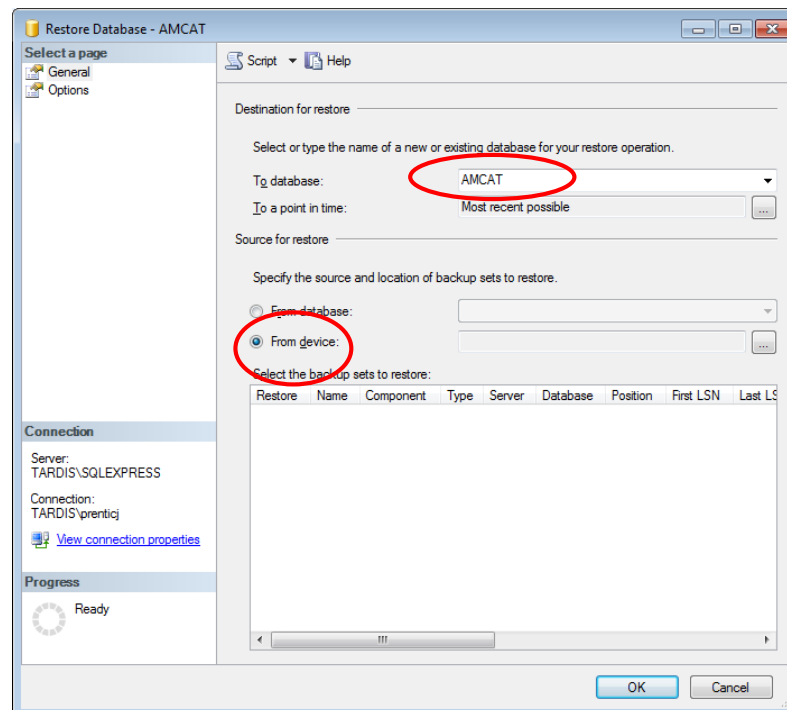 Restore Database - AMCAT
Select a page
General
Options
Script
Help
Destination for restore
Select or type the name of a new or existing database for your restore operation.
To database:
AMCAT
To a point in time:
Most recent possible
...
Source for restore
Specify the source and location of backup sets to restore.
From database:
From device:
...
Select the backup sets to restore:
Restore Name Component Type Server Database Position First LSN Last LS
Connection
Server:
TARDIS\SQLEXPRESS
Connection:
TARDIS\prenticj
View connection properties
Progress
Ready
OK
Cancel